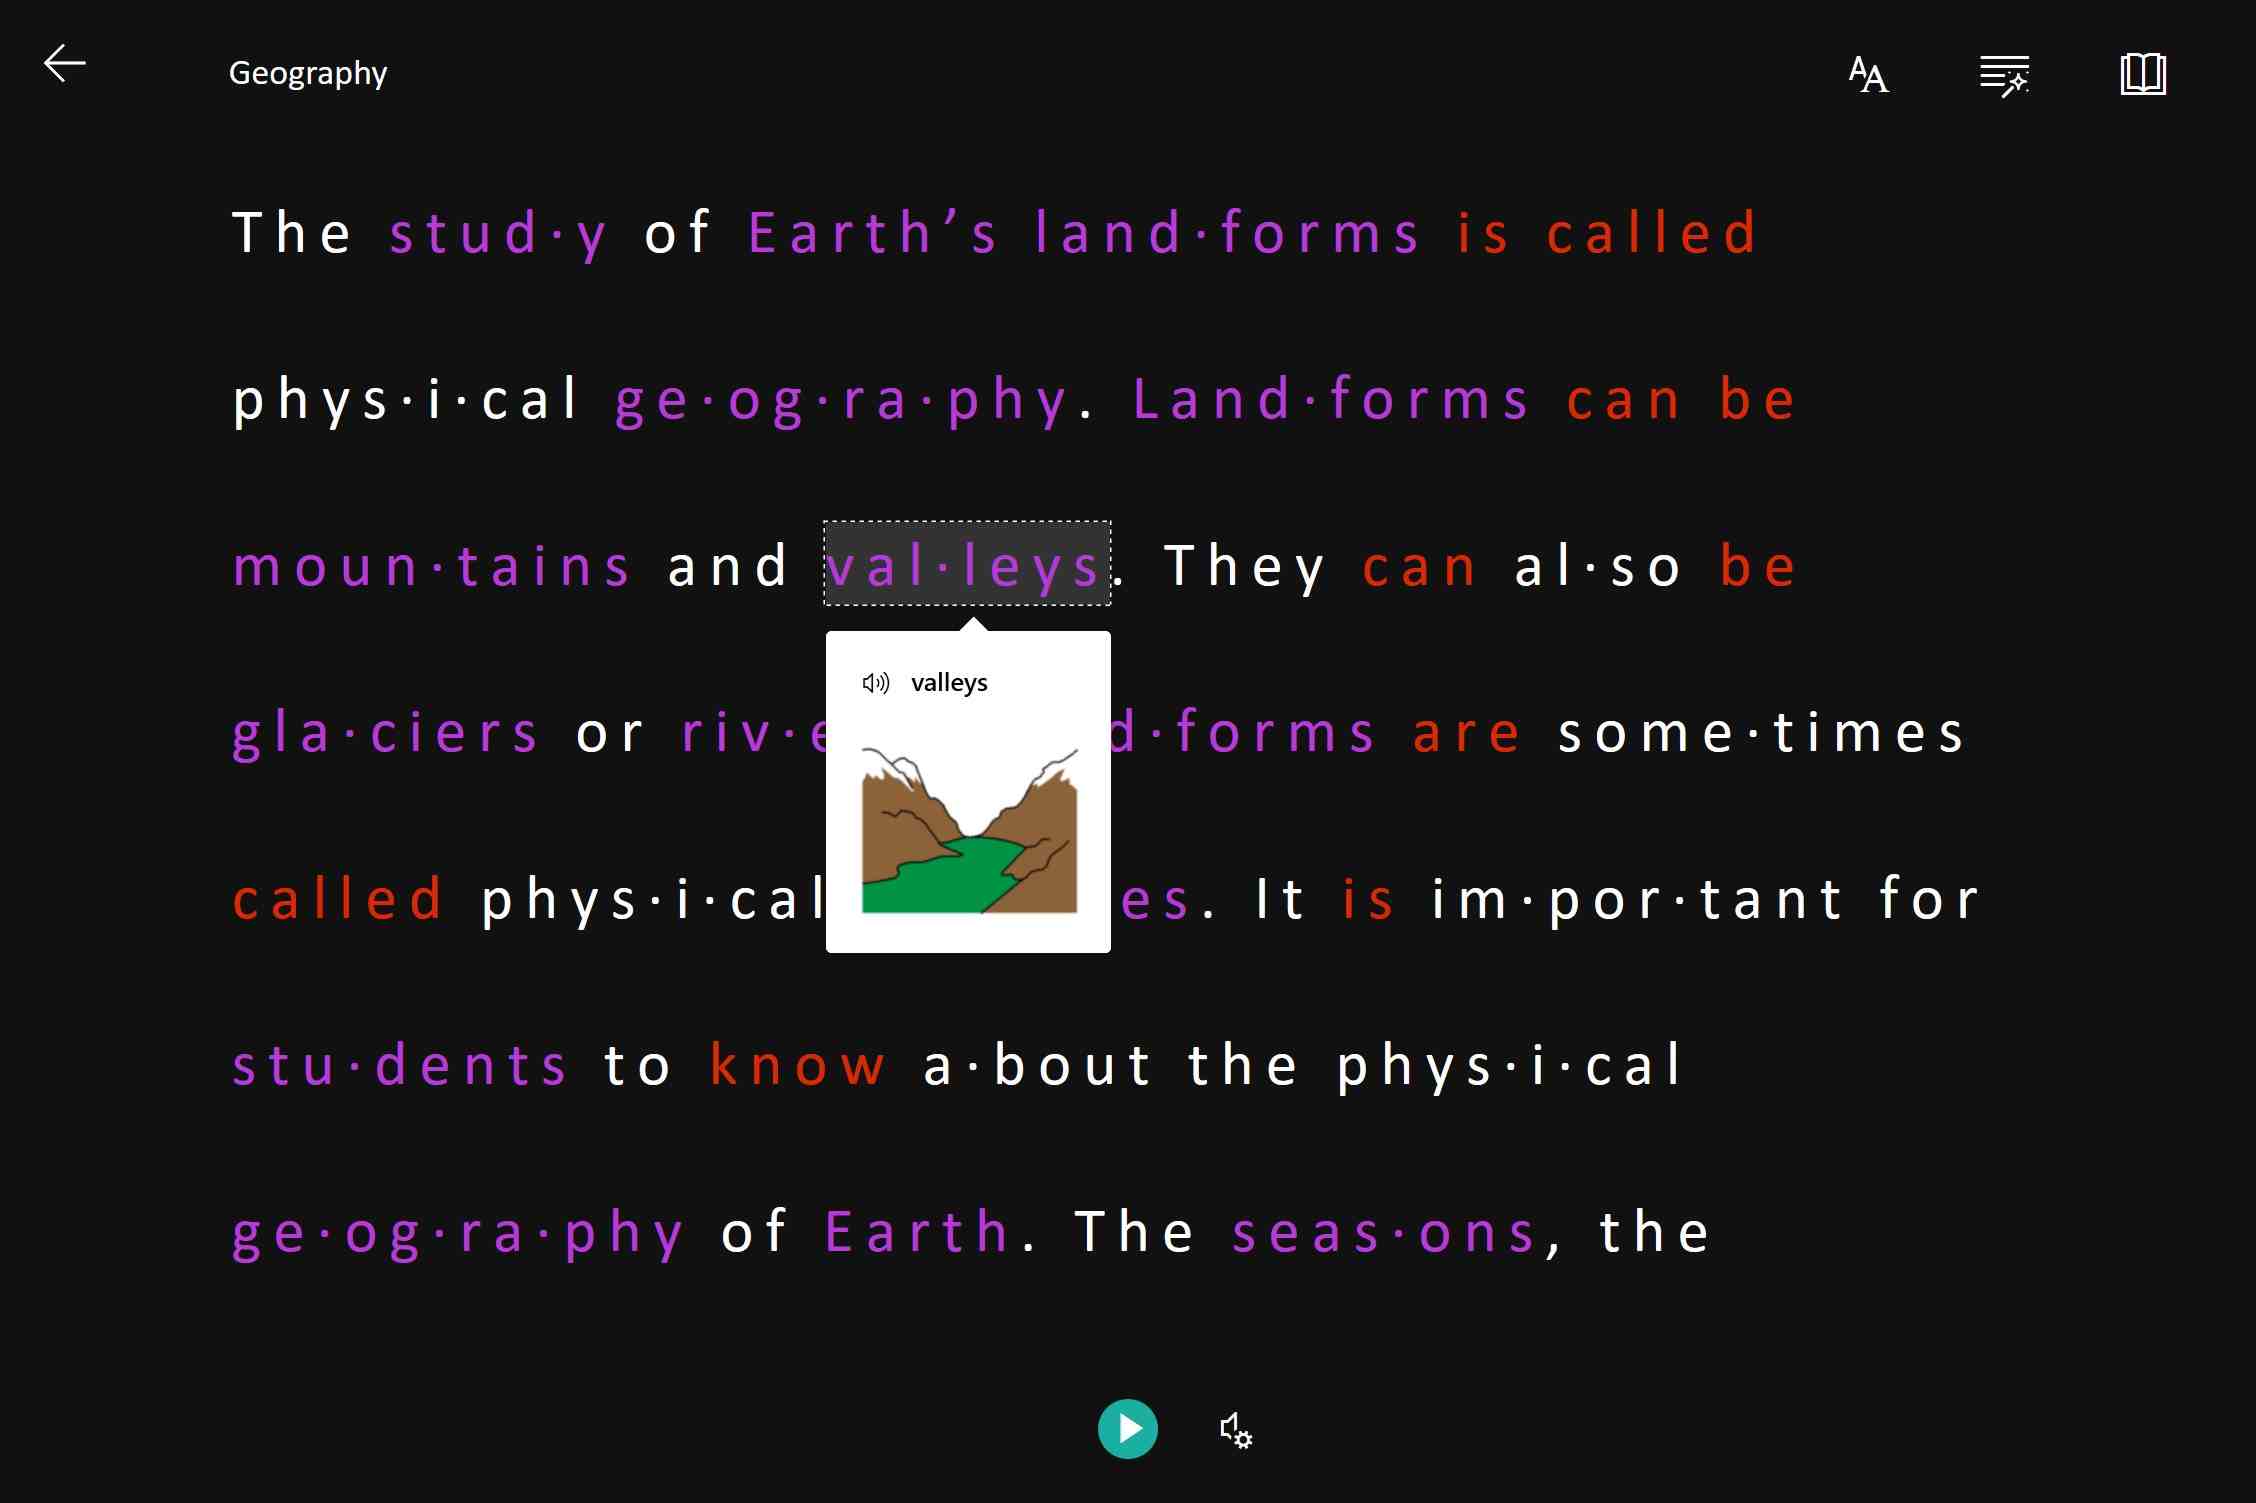 Geography
The stud·y of Earth’s land·forms is called
phys·i·cal ge·og·ra·phy. Land·forms can be
moun·tains and val·leys. They can al·so be
valleys
gla·ciers or d·forms are some·times
called phys·i·cal es. It is im·por·tant for
stu·dents to know a·bout the phys·i·cal
ge·og·ra·phy of Earth. The seas·ons, the